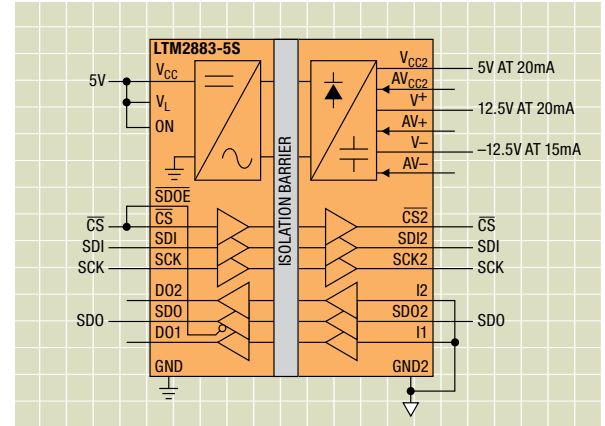 LTM2883-5S
5V
VCC
VL
ON
SDOE
CS
CS
SDI
SDI
SCK
SCK
DO2
SDO
SDO
DO1
GND
ISOLATION BARRIER
VCC2
5V AT 20mA
AVCC2
V+
12.5V AT 20mA
AV+
V–
–12.5V AT 15mA
AV–
CS2
CS
SDI2
SDI
SCK2
SCK
I2
SDO2
SDO
I1
GND2